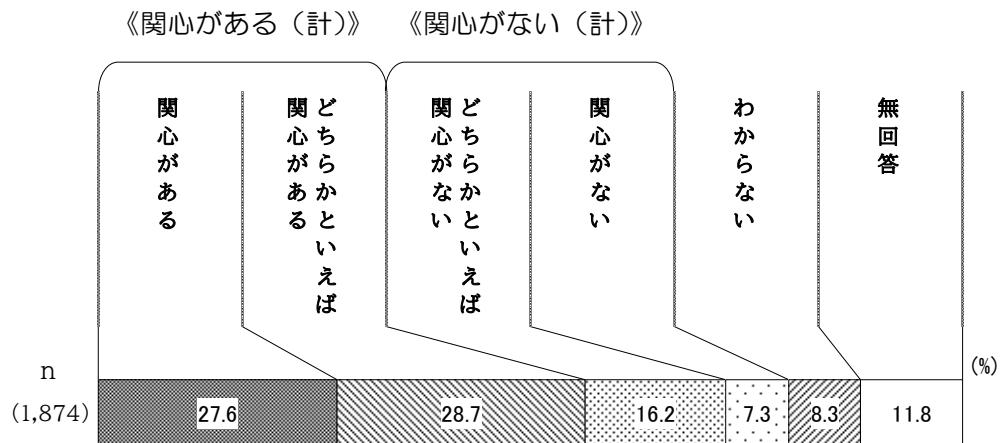 《関心がある（計）》 《関心がない（計）》
関心がある
どちらかといえば
関心がある
どちらかといえば
関心がない
関心がない
わからない
無回答
(%)
n
(1,874)
27.6 28.7 16.2 7.3 8.3 11.8